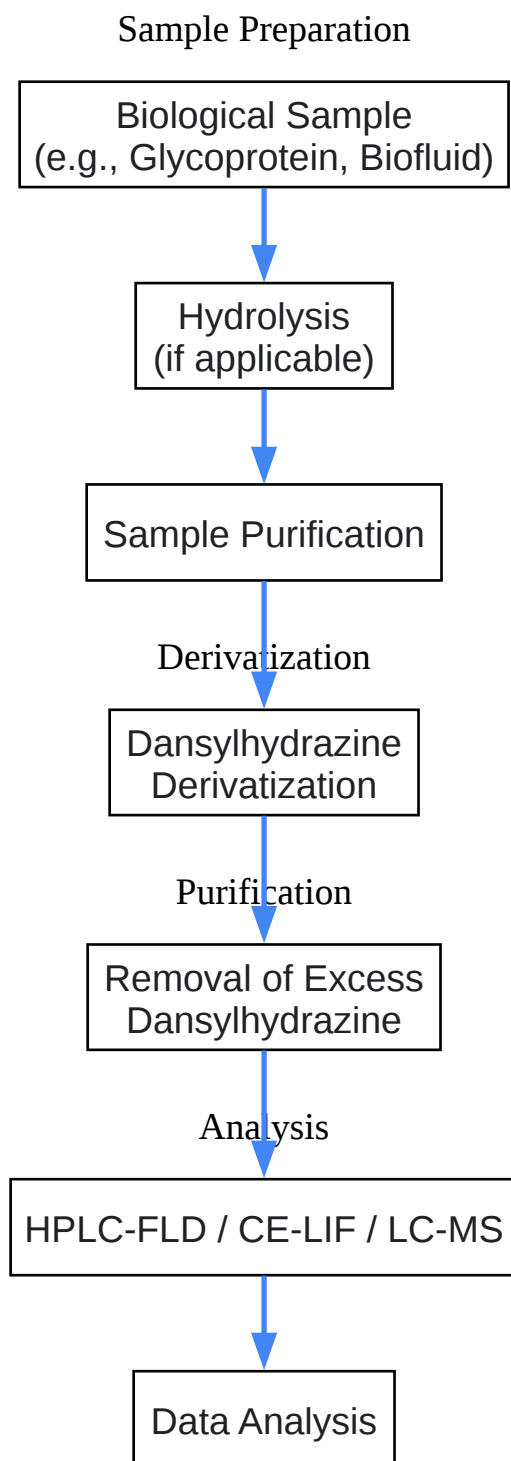 Sample Preparation
Biological Sample
(e.g., Glycoprotein, Biofluid)
Hydrolysis
(if applicable)
Sample Purification
Derivatization
Dansylhydrazine
Derivatization
Purification
Removal of Excess
Dansylhydrazine
Analysis
HPLC-FLD / CE-LIF / LC-MS
Data Analysis